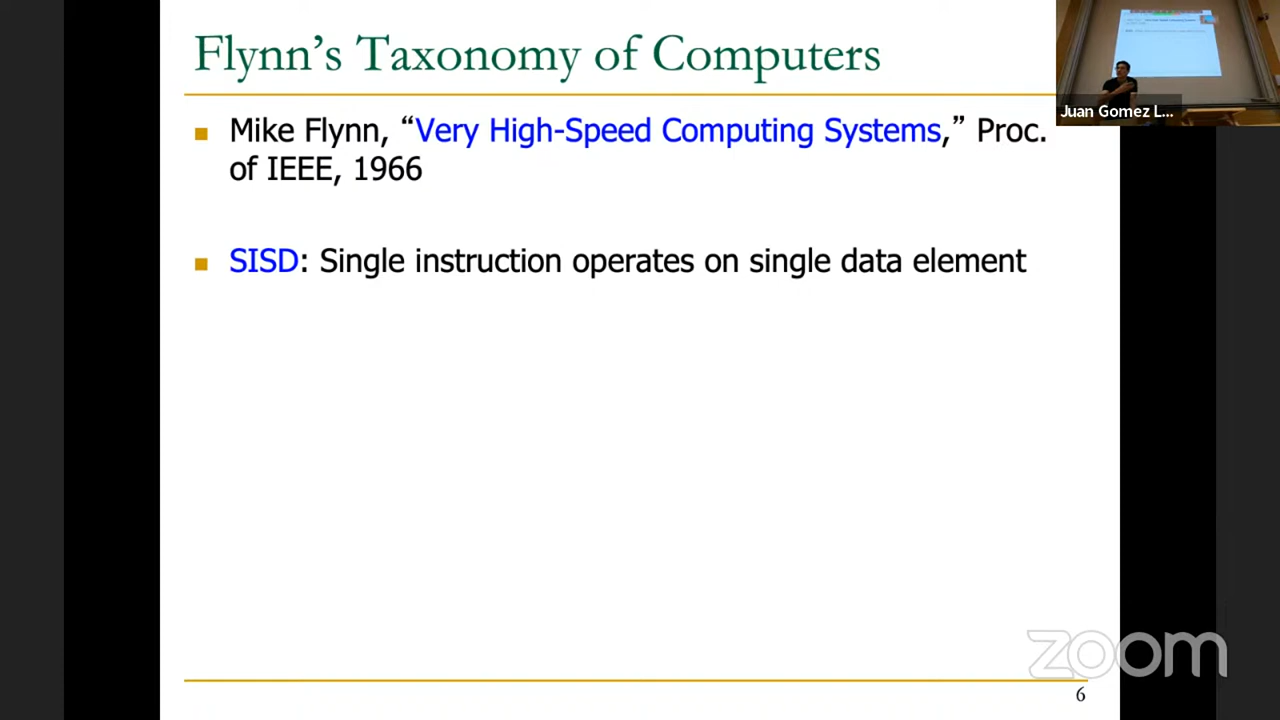 Flynn’s Taxonomy of Computers
Mike Flynn, “Very High-Speed Computing Systems,” Proc.
of IEEE, 1966
SISD: Single instruction operates on single data element
Juan Gomez L...
zoom
6